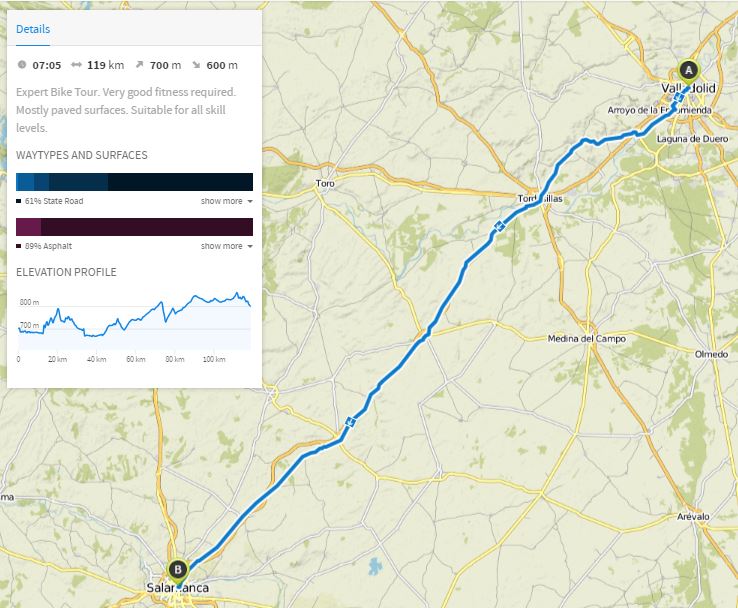 Details
07:05 119 km 700 m 600 m
Expert Bike Tour. Very good fitness required.
Mostly paved surfaces. Suitable for all skill
levels.
WAYTYPES AND SURFACES
61% State Road show more
89% Asphalt show more
ELEVATION PROFILE
800 m
700 m
0 20 km 40 km 60 km 80 km 100 km
A
Valladolid
Arroyo de la Encomienda
Laguna de Duero
Toro
Tordesillas
Medina del Campo
Olmedo
ma
Arévalo
B
Salamanca